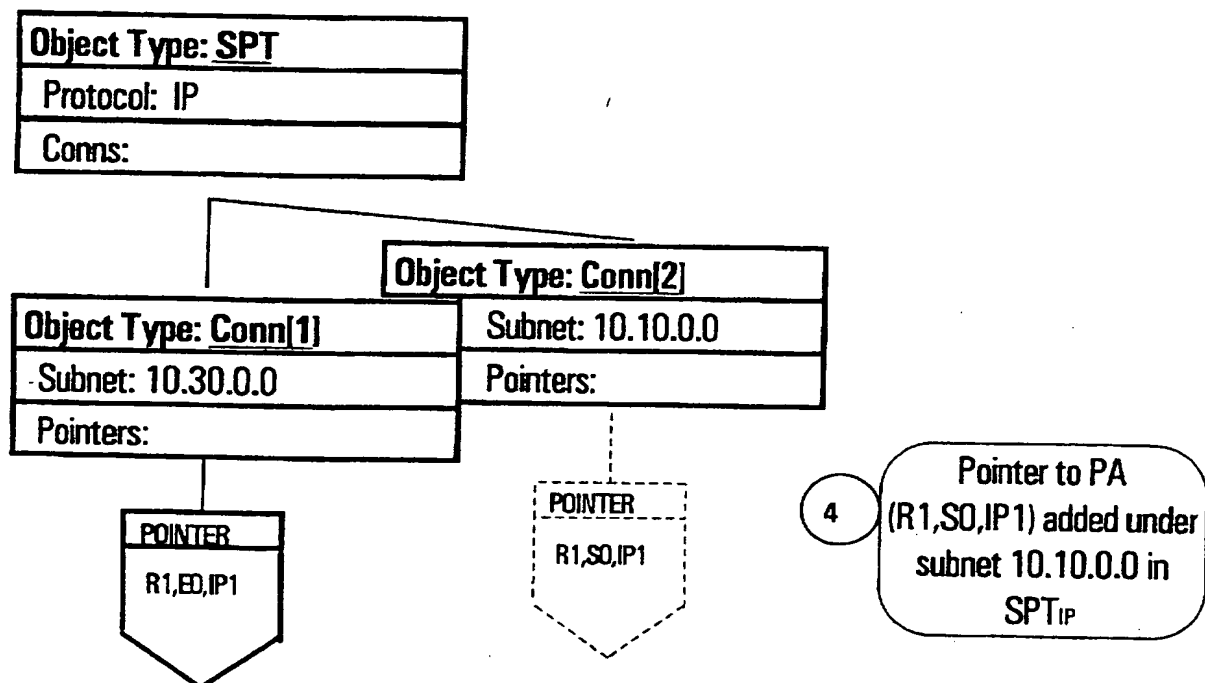 Object Type: SPT
Protocol: IP
Conns:
Object Type: Conn[2]
Subnet: 10.10.0.0
Pointers:
Object Type: Conn[1]
Subnet: 10.30.0.0
Pointers:
POINTER
R1,E0,IP1
POINTER
R1,S0,IP1
4
Pointer to PA
(R1,S0,IP1) added under
subnet 10.10.0.0 in
SPTIP